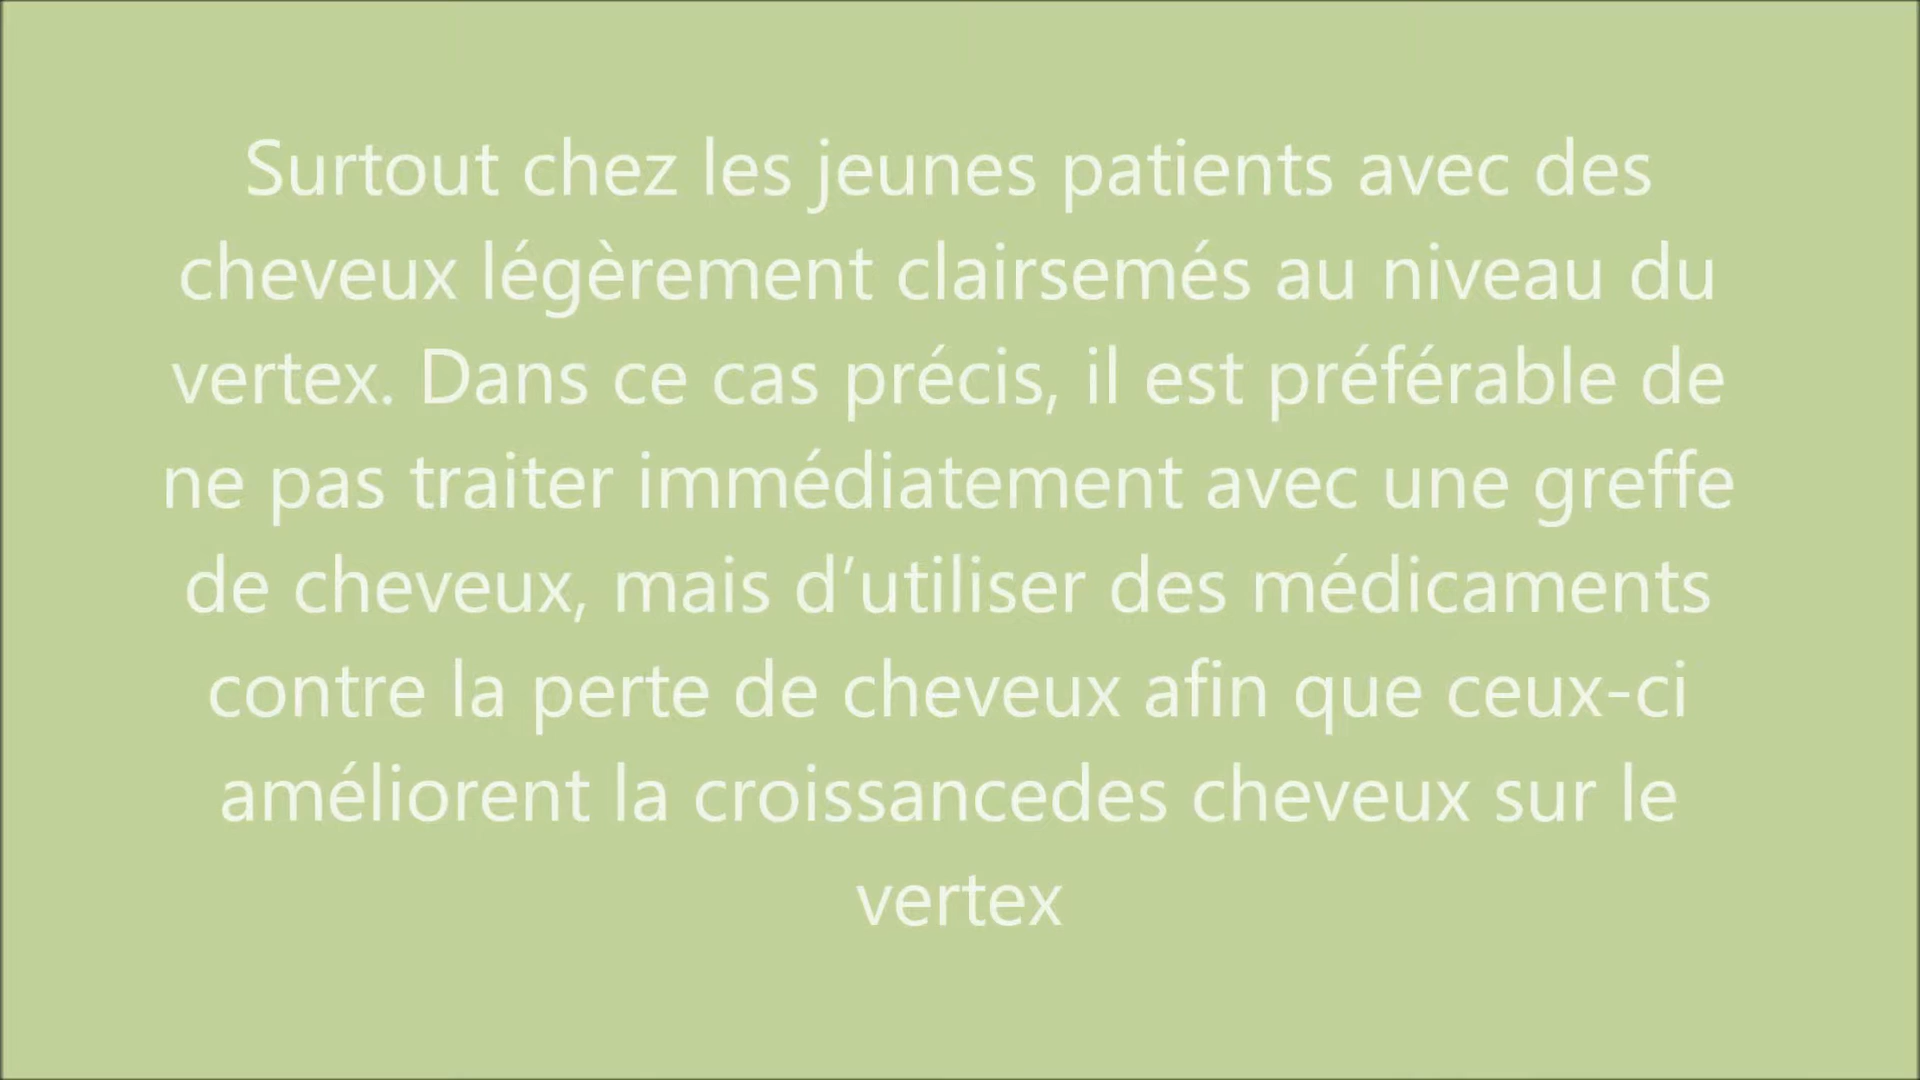 Surtout chez les jeunes patients avec des
cheveux légèrement clairsemés au niveau du
vertex. Dans ce cas précis, il est préférable de
ne pas traiter immédiatement avec une greffe
de cheveux, mais d’utiliser des médicaments
contre la perte de cheveux afin que ceux-ci
améliorent la croissancedes cheveux sur le
vertex